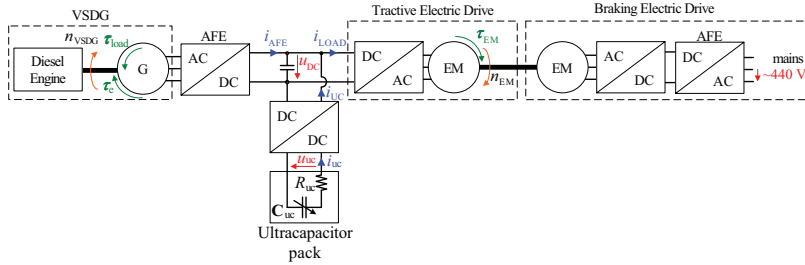 VSDG
Tractive Electric Drive
Braking Electric Drive
AFE
AFE
n_VSDG
τ_load
i_AFE
i_LOAD
τ_EM
Diesel
Engine
G
AC
DC
u_DC
DC
AC
EM
EM
AC
DC
AC
DC
mains
~440 V
τ_e
n_EM
i_UC
DC
DC
u_uc
i_uc
R_uc
C_uc
Ultracapacitor
pack